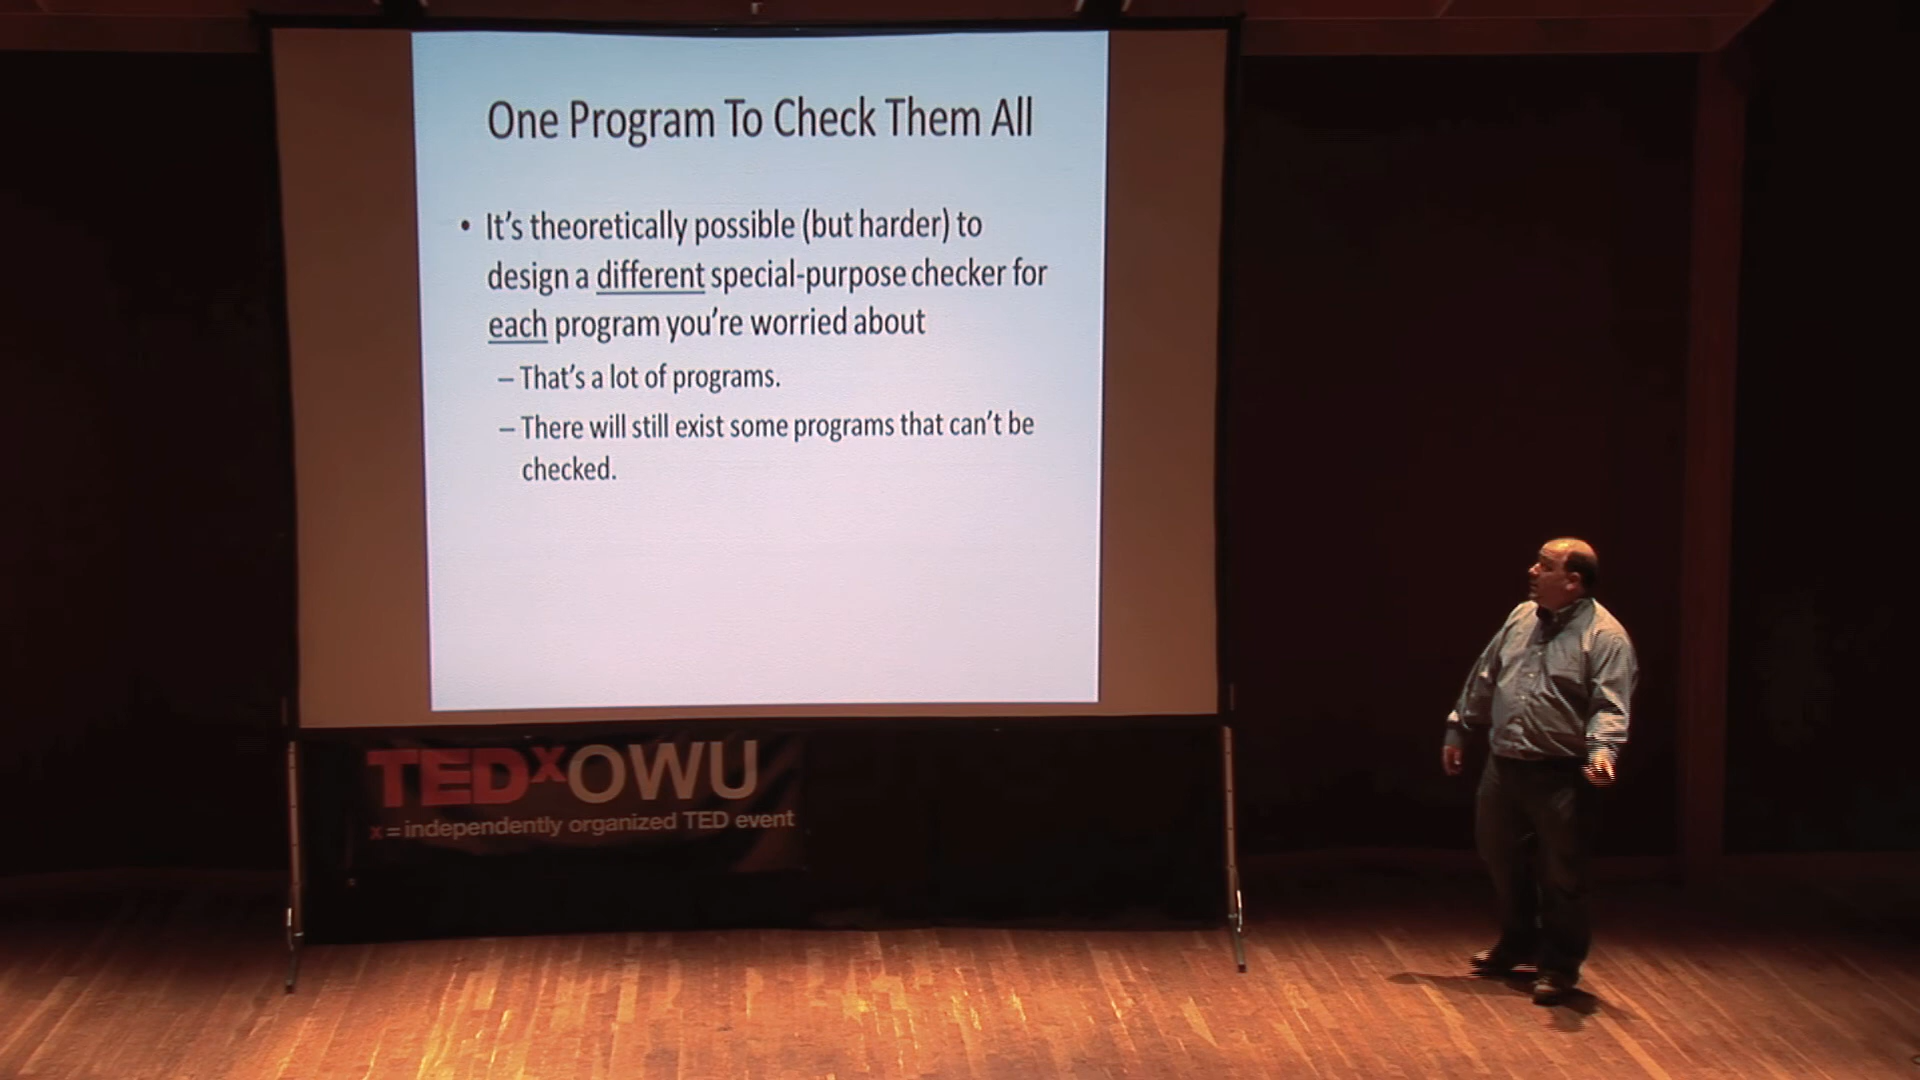 One Program To Check Them All
• It's theoretically possible (but harder) to
design a different special-purpose checker for
each program you're worried about
– That's a lot of programs.
– There will still exist some programs that can't be
checked.
TEDxOWU
x = independently organized TED event